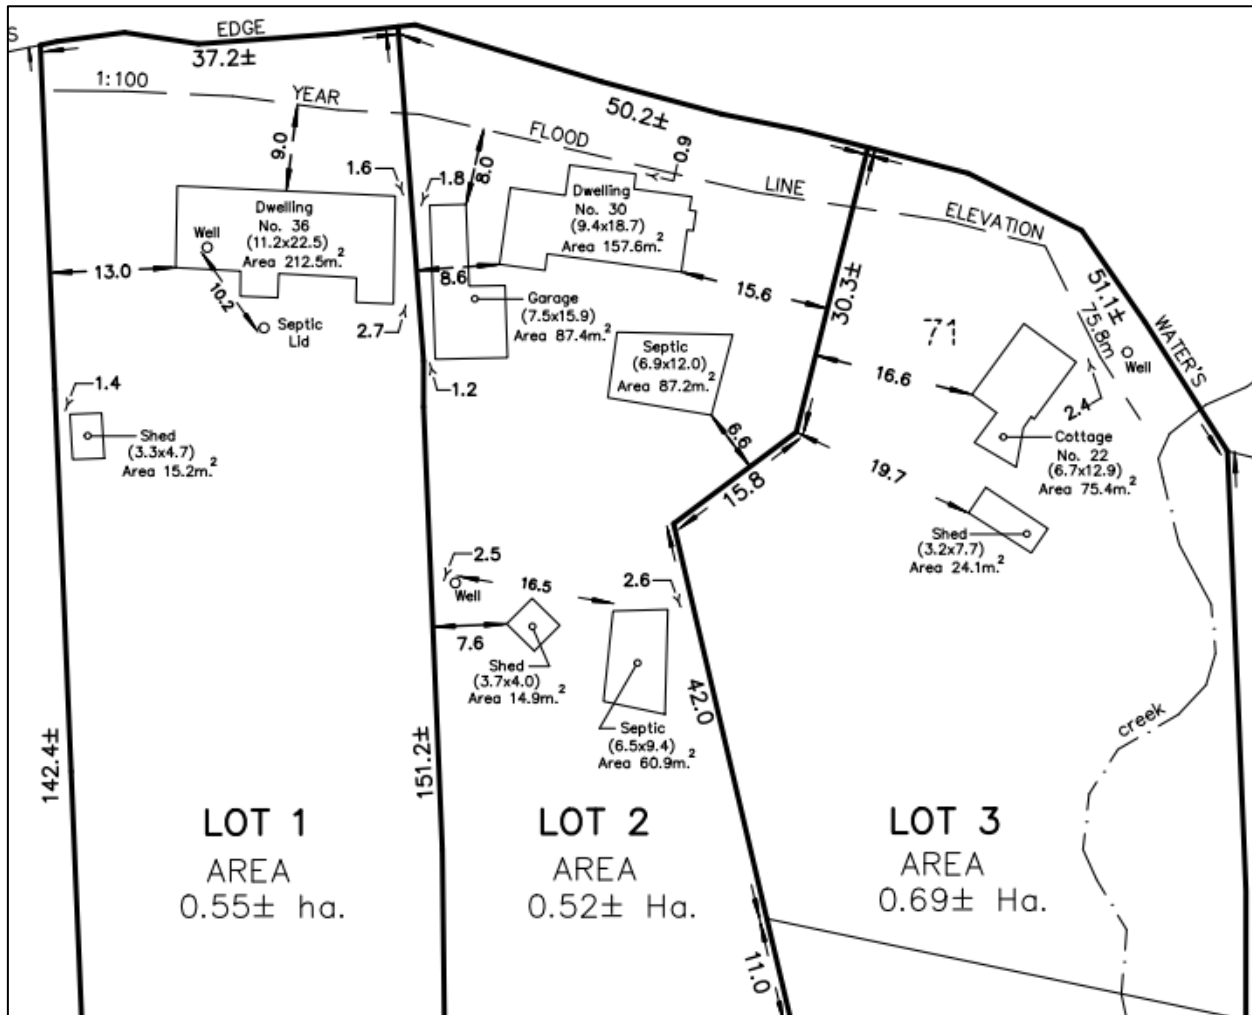 S
EDGE
37.2±
1:100
YEAR
FLOOD
LINE
ELEVATION
WATER'S
50.2±
51.1±
75.8m
9.0
1.6
1.8
8.0
0.9
Dwelling
No. 36
(11.2x22.5)
Area 212.5m.²
Well
13.0
10.2
Septic
Lid
2.7
8.6
Dwelling
No. 30
(9.4x18.7)
Area 157.6m.²
15.6
30.3±
Garage
(7.5x15.9)
Area 87.4m.²
1.2
Septic
(6.9x12.0)
Area 87.2m.²
6.6
15.8
71
16.6
Well
2.4
Cottage
No. 22
(6.7x12.9)
Area 75.4m.²
19.7
Shed
(3.2x7.7)
Area 24.1m.²
1.4
Shed
(3.3x4.7)
Area 15.2m.²
2.5
Well
16.5
2.6
7.6
Shed
(3.7x4.0)
Area 14.9m.²
Septic
(6.5x9.4)
Area 60.9m.²
42.0
creek
142.4±
151.2±
LOT 1
AREA
0.55± ha.
LOT 2
AREA
0.52± Ha.
LOT 3
AREA
0.69± Ha.
11.0